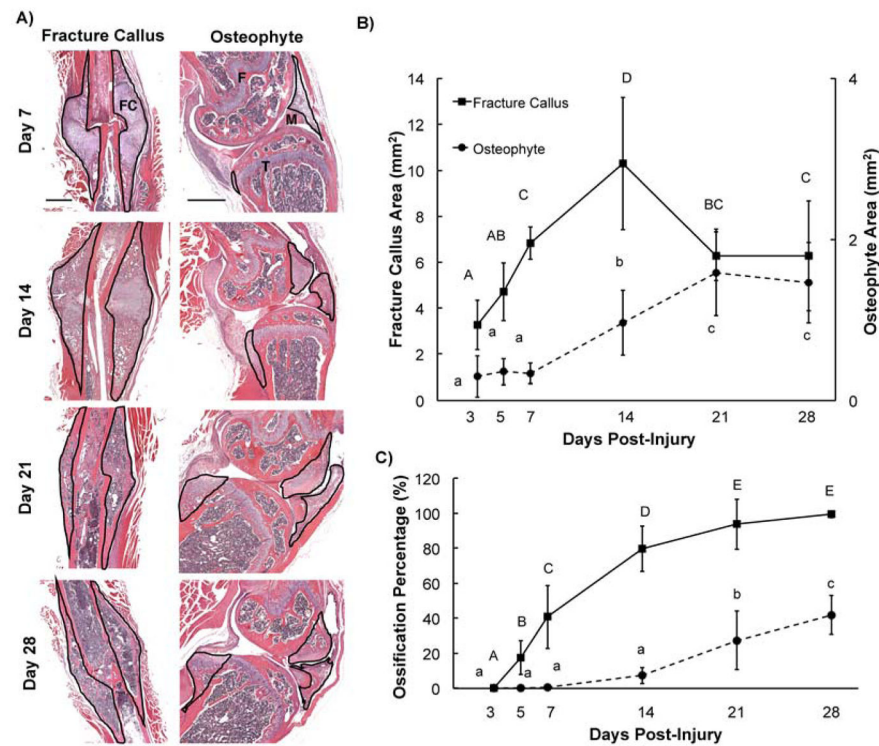 A)
Fracture Callus
Osteophyte
Day 7
FC
F
M
T
Day 14
Day 21
Day 28
B)
Fracture Callus Area (mm²)
14
12
10
8
6
4
2
0
Fracture Callus
Osteophyte
A
AB
C
D
BC
C
a
a
a
b
c
c
4
2
0
Osteophyte Area (mm²)
3
5
7
14
21
28
Days Post-Injury
C)
Ossification Percentage (%)
120
100
80
60
40
20
0
a
A
B
C
D
E
E
a
a
a
b
c
3
5
7
14
21
28
Days Post-Injury